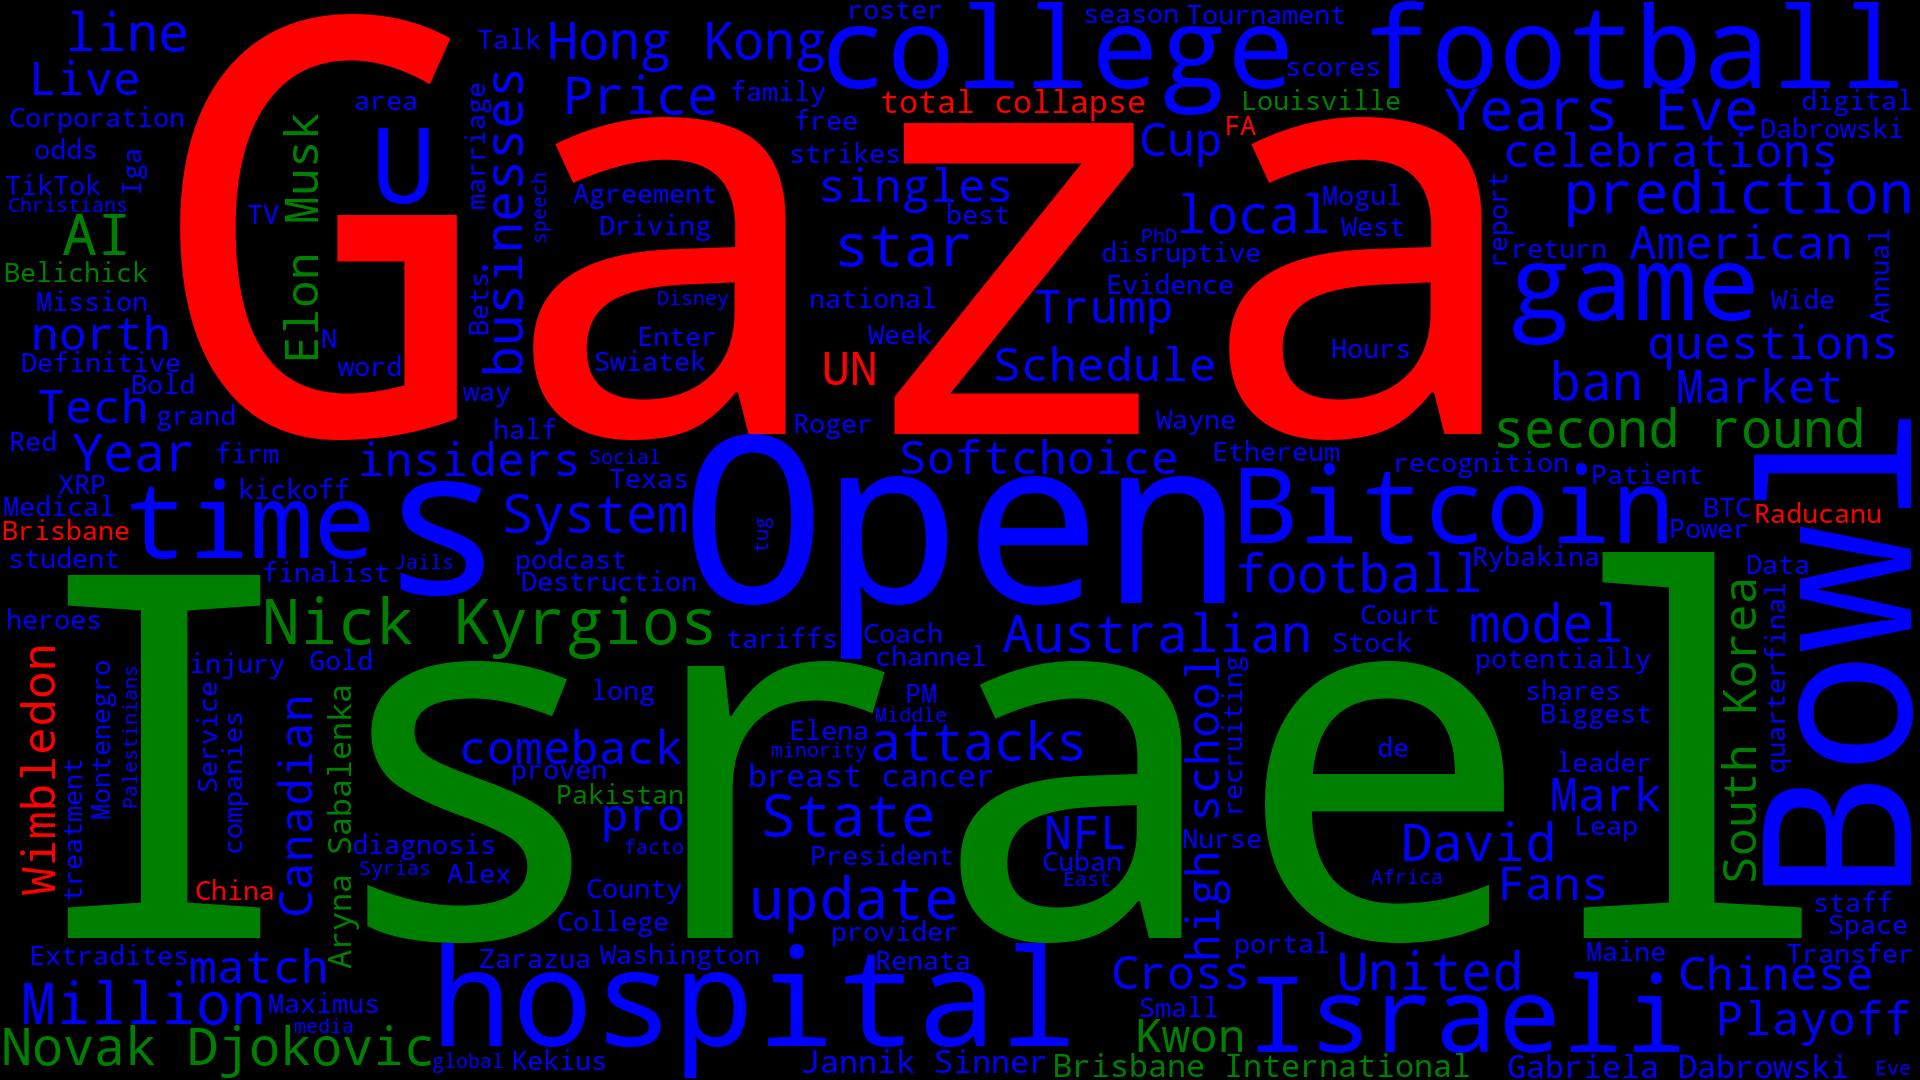 line
Live
Corporation
odds
Iga
TikTok
Christians
AI
Belichick
Mission
north
Definitive
Bold
Tech
grand
Red
Year
firm
XRP
kickoff
Medical
Brisbane
student
times
finalist
Jails
Gaza
area
Elon Musk
U
TV
N
word
Talk
Hong Kong
marriage
businesses
Price
family
speech
Agreement
Driving
Bets
Disney
Enter
Swiatek
way
half
insiders
Social
Texas
System
podcast
Destruction
roster
college
season
Tournament
football
scores
total collapse
Louisville
FA
free
strikes
Cup
Years Eve
digital
Dabrowski
celebrations
singles
best
star
local
Mogul
West
PhD
disruptive
Evidence
national
Trump
Week
UN
Schedule
Hours
Roger
Wayne
report
prediction
return
American
Annual
game
Wide
questions
ban
Market
second round
Softchoice
Ethereum
recognition
Patient
Open
tug
Bitcoin
BTC
Power
Raducanu
Bowl
s
football
Rybakina
Data
heroes
Nick Kyrgios
tariffs
Coach
channel
Australian
Court
Stock
model
potentially
South Korea
quarterfinal
Wimbledon
treatment
Montenegro
Palestinians
injury
Gold
Service
companies
Canadian
Aryna Sabalenka
China
Israel
long
comeback
proven
Pakistan
pro
facto
diagnosis
Syrias
Alex
County
College
PM
Middle
Elena
minority
attacks
breast cancer
State
President
update
provider
NFL
Cuban
East
high school
recruiting
Nurse
portal
de
Africa
shares
Biggest
leader
Mark
Leap
David
Fans
staff
Space
Extradites
match
Million
Maximus
media
Novak Djokovic
global
Kekius
Zarazua
Washington
Renata
hospital
Jannik Sinner
Cross
Small
Kwon
Brisbane International
United
Israeli
Maine
Transfer
Chinese
Playoff
Gabriela Dabrowski
Eve